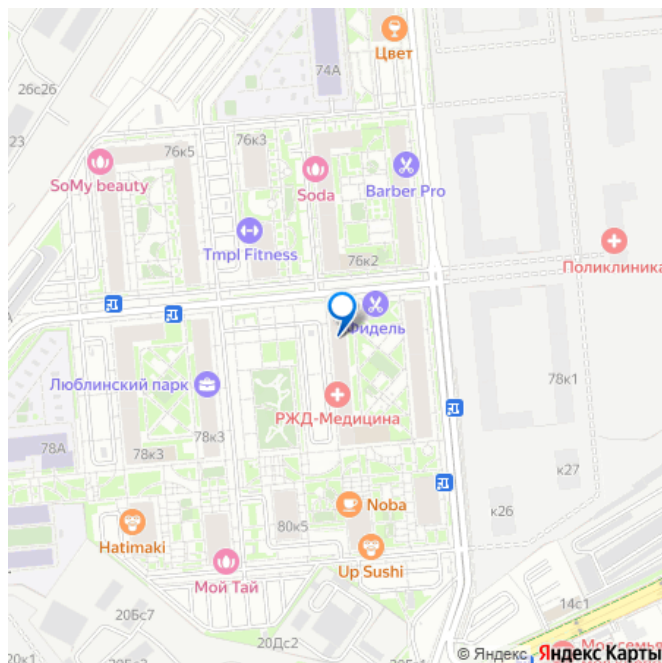 Цвет
74А
26с26
23
76к3
76к5
SoMy beauty
Soda
Barber Pro
Tmpl Fitness
Поликлиника
76к2
Фидель
Люблинский парк
78к1
РЖД-Медицина
78к3
78А
78к3
к27
Noba
80к5
к26
Hatimaki
Up Sushi
Мой Тай
14с1
20Бс7
20Дс2
20к1
20Бс2
© Яндекс Яндекс Карты